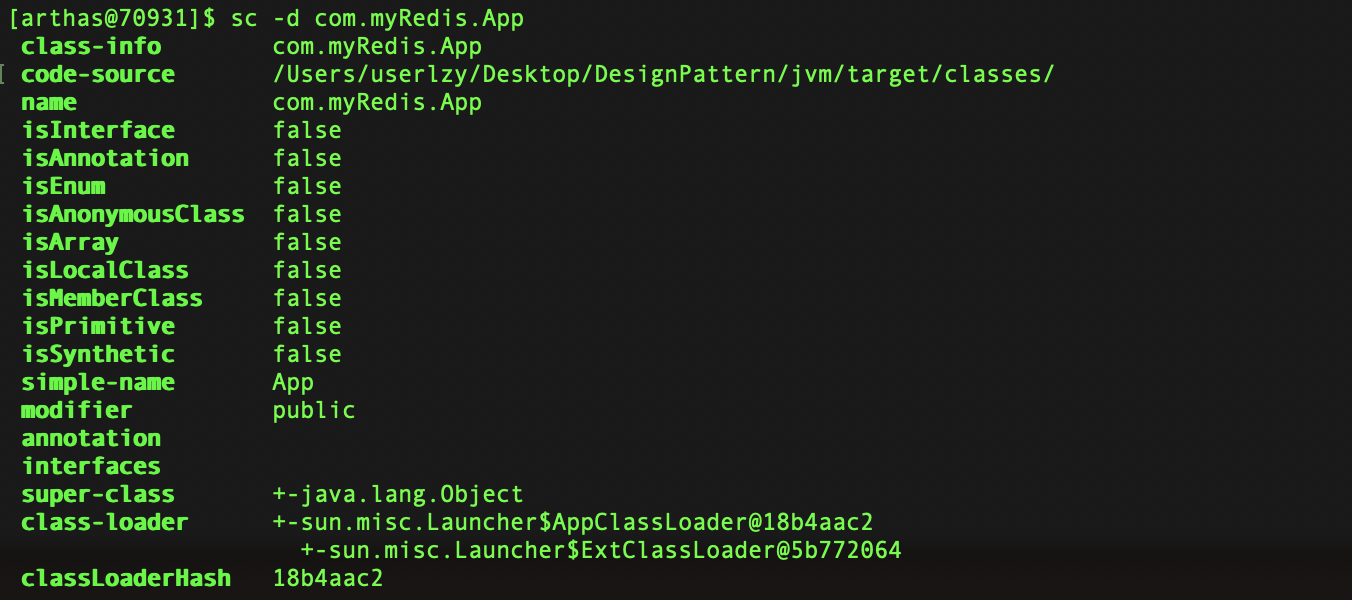 [arthas@70931]$ sc -d com.myRedis.App
class-info com.myRedis.App
code-source /Users/userlzy/Desktop/DesignPattern/jvm/target/classes/
name com.myRedis.App
isInterface false
isAnnotation false
isEnum false
isAnonymousClass false
isArray false
isLocalClass false
isMemberClass false
isPrimitive false
isSynthetic false
simple-name App
modifier public
annotation
interfaces
super-class +-java.lang.Object
class-loader +-sun.misc.Launcher$AppClassLoader@18b4aac2
+-sun.misc.Launcher$ExtClassLoader@5b772064
classLoaderHash 18b4aac2